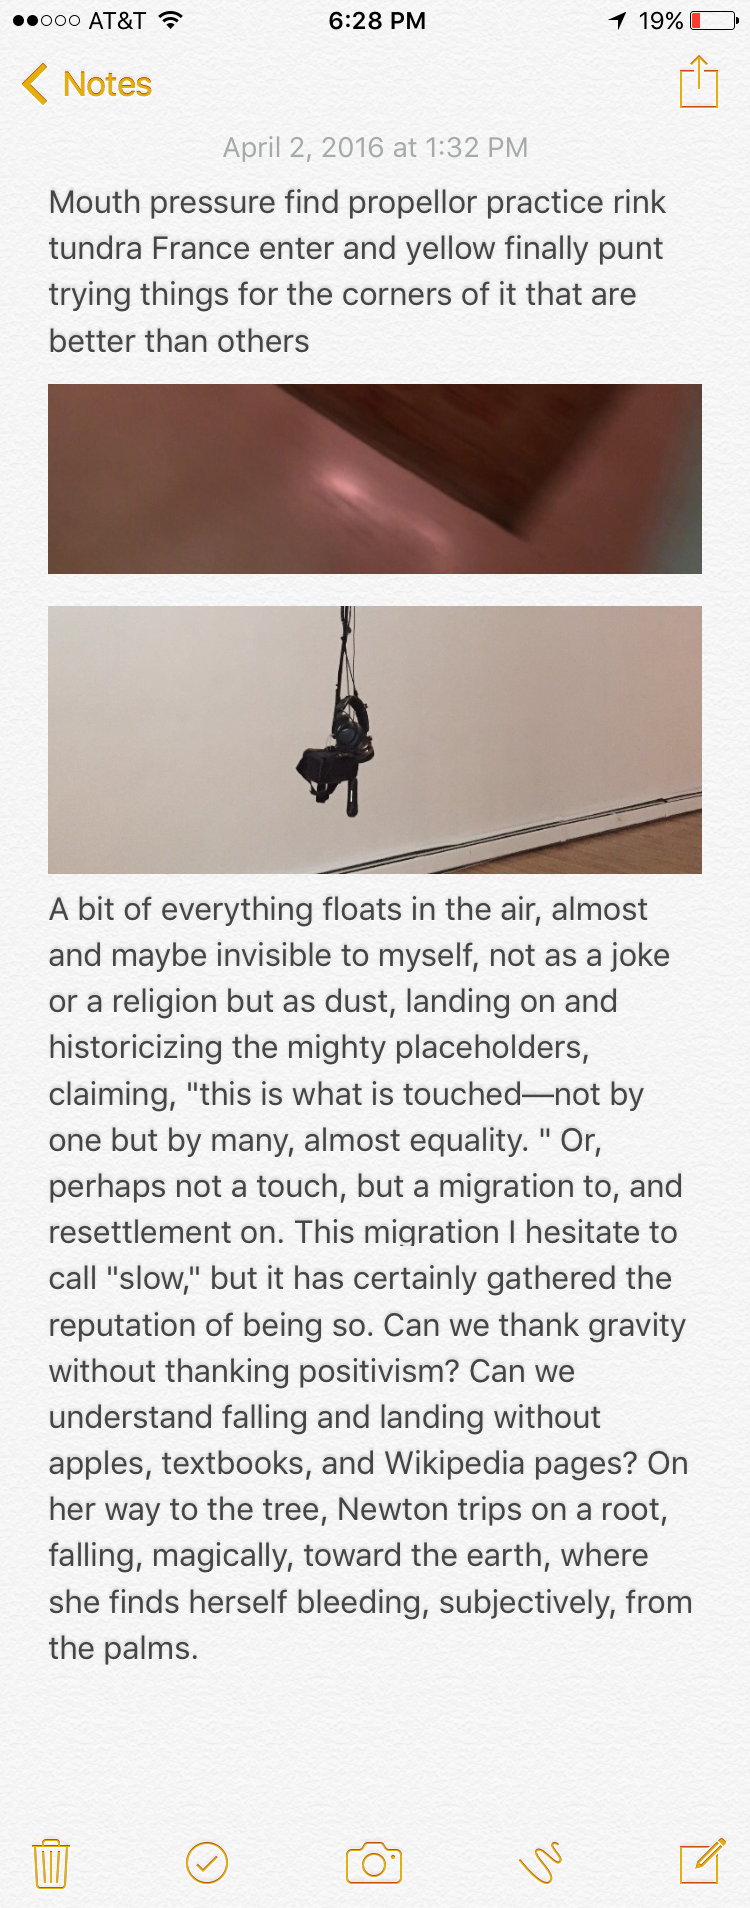 AT&T 6:28 PM 19%
Notes
April 2, 2016 at 1:32 PM
Mouth pressure find propellor practice rink
tundra France enter and yellow finally punt
trying things for the corners of it that are
better than others
A bit of everything floats in the air, almost
and maybe invisible to myself, not as a joke
or a religion but as dust, landing on and
historicizing the mighty placeholders,
claiming, "this is what is touched—not by
one but by many, almost equality. " Or,
perhaps not a touch, but a migration to, and
resettlement on. This migration I hesitate to
call "slow," but it has certainly gathered the
reputation of being so. Can we thank gravity
without thanking positivism? Can we
understand falling and landing without
apples, textbooks, and Wikipedia pages? On
her way to the tree, Newton trips on a root,
falling, magically, toward the earth, where
she finds herself bleeding, subjectively, from
the palms.